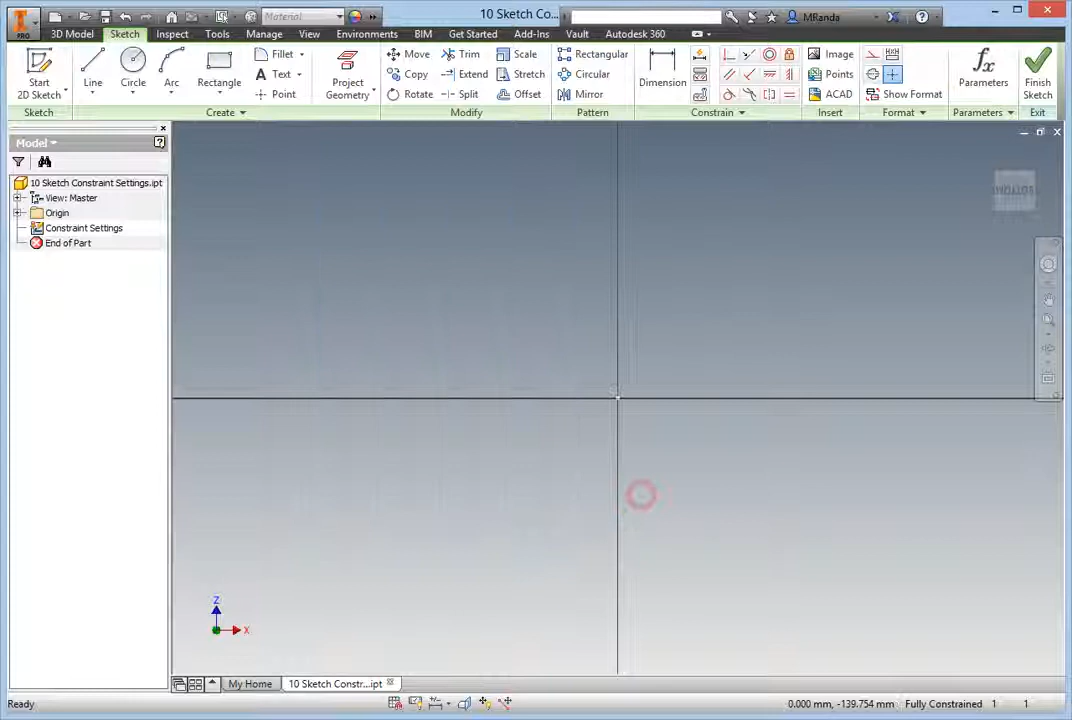 10 Sketch Co...
Material
MRanda
PRO
3D Model Sketch Inspect Tools Manage View Environments BIM Get Started Add-Ins Vault Autodesk 360
Start
2D Sketch
Line
Circle
Arc
Rectangle
Fillet
Text
Point
Project
Geometry
Move
Copy
Rotate
Trim
Extend
Split
Scale
Stretch
Offset
Rectangular
Circular
Mirror
Dimension
Image
Points
ACAD
Show Format
Parameters
Finish
Sketch
Sketch Create Modify Pattern Constrain Insert Format Parameters Exit
Model
10 Sketch Constraint Settings.ipt
View: Master
Origin
Constraint Settings
End of Part
BOTTOM
Z
X
My Home
10 Sketch Constr...ipt
Ready
0.000 mm, -139.754 mm Fully Constrained 1 1